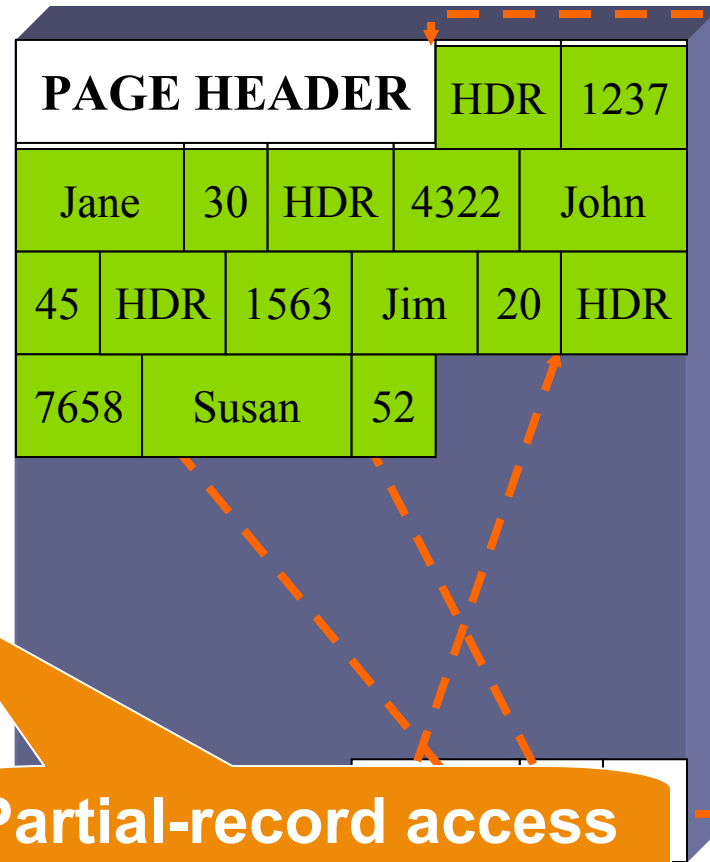 PAGE HEADER HDR 1237
Jane 30 HDR 4322 John
45 HDR 1563 Jim 20 HDR
7658 Susan 52
Partial-record access